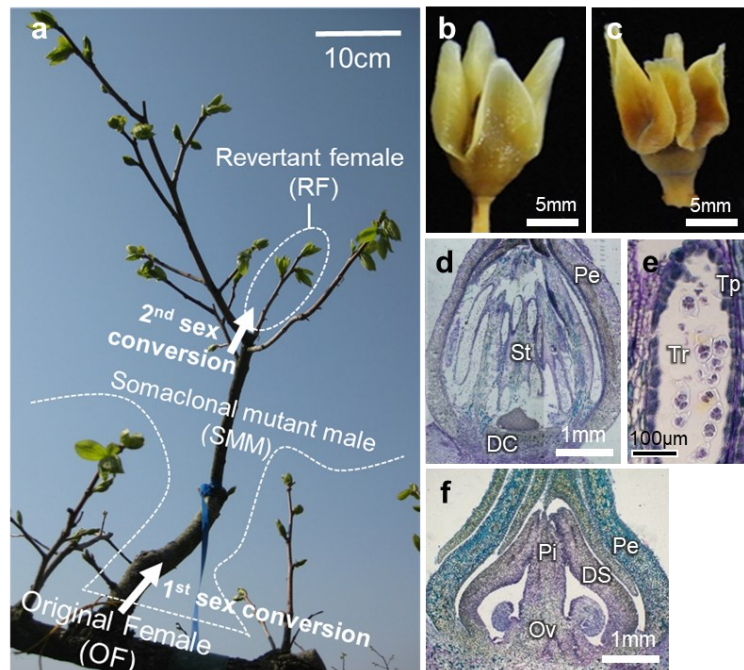 a
10cm
Revertant female
(RF)
2nd sex
conversion
Somaclonal mutant male
(SMM)
1st sex conversion
Original Female
(OF)
b
5mm
c
5mm
d
Pe
St
DC
1mm
e
Tp
Tr
100μm
f
Pi
Pe
DS
Ov
1mm